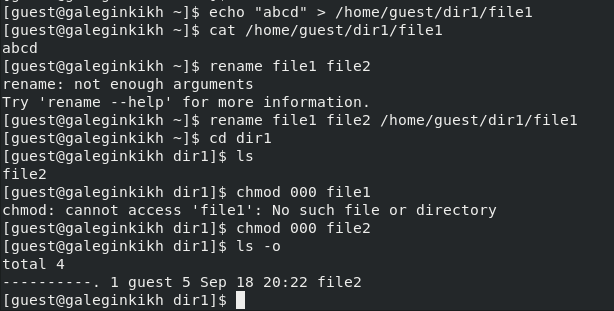 [guest@galeginkikh ~]$ echo "abcd" > /home/guest/dir1/file1
[guest@galeginkikh ~]$ cat /home/guest/dir1/file1
abcd
[guest@galeginkikh ~]$ rename file1 file2
rename: not enough arguments
Try 'rename --help' for more information.
[guest@galeginkikh ~]$ rename file1 file2 /home/guest/dir1/file1
[guest@galeginkikh ~]$ cd dir1
[guest@galeginkikh dir1]$ ls
file2
[guest@galeginkikh dir1]$ chmod 000 file1
chmod: cannot access 'file1': No such file or directory
[guest@galeginkikh dir1]$ chmod 000 file2
[guest@galeginkikh dir1]$ ls -o
total 4
----------. 1 guest 5 Sep 18 20:22 file2
[guest@galeginkikh dir1]$